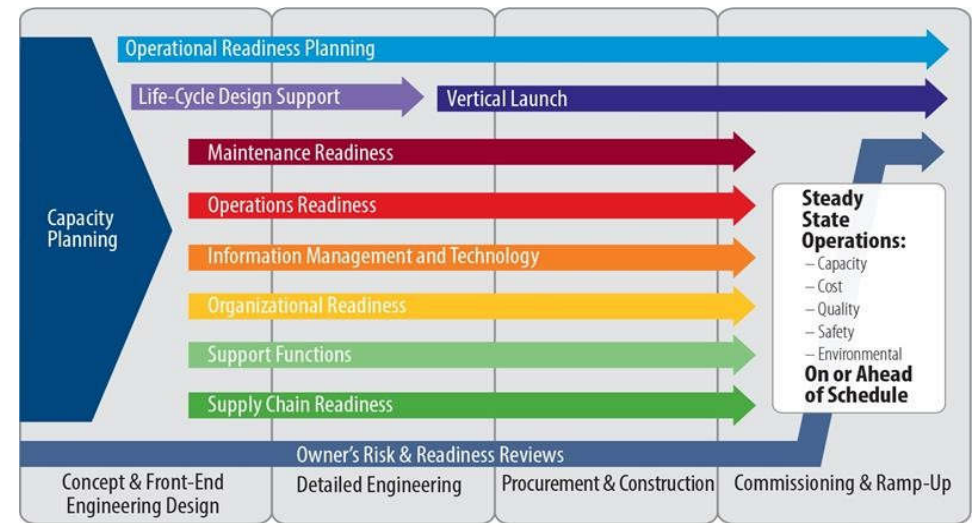 Operational Readiness Planning
Life-Cycle Design Support
Vertical Launch
Capacity
Planning
Maintenance Readiness
Operations Readiness
Information Management and Technology
Organizational Readiness
Support Functions
Supply Chain Readiness
Steady
State
Operations:
– Capacity
– Cost
– Quality
– Safety
– Environmental
On or Ahead
of Schedule
Owner's Risk & Readiness Reviews
Concept & Front-End
Engineering Design
Detailed Engineering
Procurement & Construction
Commissioning & Ramp-Up